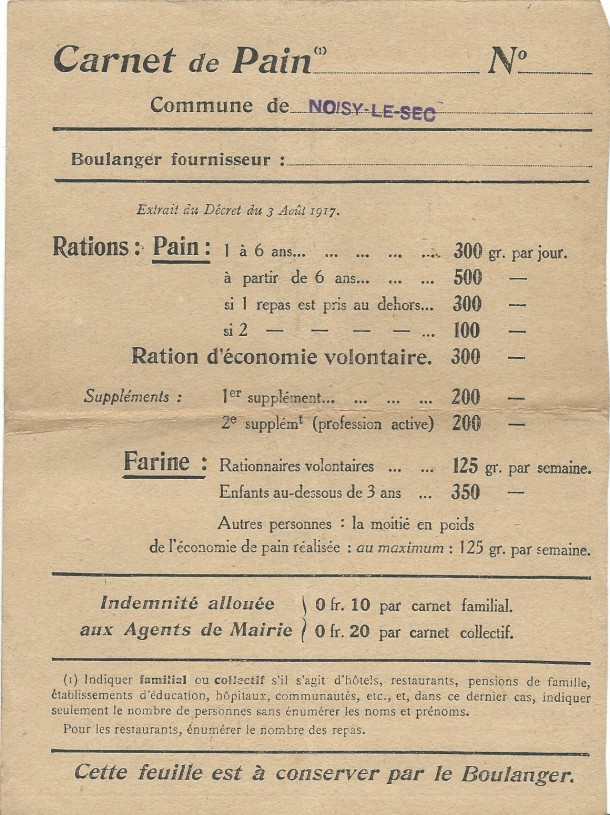 Carnet de Pain (1) ........ Nº ........
Commune de NOISY-LE-SEC
Boulanger fournisseur : ........
Extrait du Décret du 3 Août 1917.
Rations : Pain : 1 à 6 ans... ... ... ... ... ... 300 gr. par jour.
à partir de 6 ans... ... ... 500 —
si 1 repas est pris au dehors... 300 —
si 2 — — — — ... 100 —
Ration d'économie volontaire. 300 —
Suppléments : 1er supplément... ... ... ... 200 —
2e supplémt (profession active) 200 —
Farine : Rationnaires volontaires ... ... 125 gr. par semaine.
Enfants au-dessous de 3 ans ... 350 —
Autres personnes : la moitié en poids
de l'économie de pain réalisée : au maximum : 125 gr. par semaine.
Indemnité allouée ) 0 fr. 10 par carnet familial.
aux Agents de Mairie ) 0 fr. 20 par carnet collectif.
(1) Indiquer familial ou collectif s'il s'agit d'hôtels, restaurants, pensions de famille,
établissements d'éducation, hôpitaux, communautés, etc., et, dans ce dernier cas, indiquer
seulement le nombre de personnes sans énumérer les noms et prénoms.
Pour les restaurants, énumérer le nombre des repas.
Cette feuille est à conserver par le Boulanger.